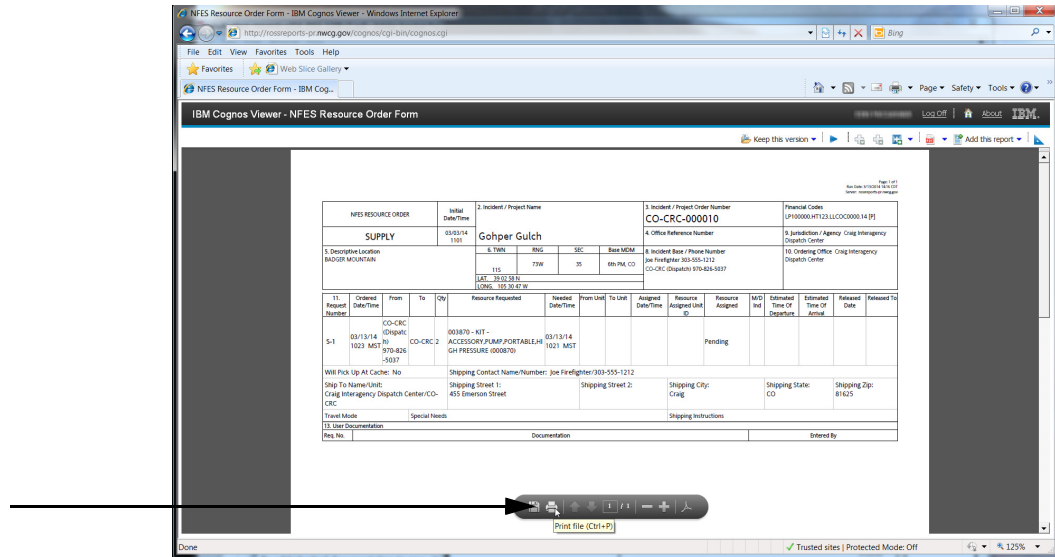 NFES Resource Order Form - IBM Cognos Viewer - Windows Internet Explorer
http://rossreports-pr.nwcg.gov/cognos/cgi-bin/cognos.cgi
Bing
File Edit View Favorites Tools Help
Favorites Web Slice Gallery
NFES Resource Order Form - IBM Cog...
Page Safety Tools
IBM Cognos Viewer - NFES Resource Order Form
Log Off About IBM.
Keep this version Add this report
Page 1 of 1
Run Date: 3/13/2014 18:16 CDT
Server: rossreports-pr.nwcg.gov
NFES RESOURCE ORDER
Initial Date/Time
2. Incident / Project Name
3. Incident / Project Order Number
CO-CRC-000010
Financial Codes
LP100000.HT123.LLCOC0000.14 [P]
SUPPLY
03/03/14
1101
Gohper Gulch
4. Office Reference Number
9. Jurisdiction / Agency Craig Interagency
Dispatch Center
5. Descriptive Location
BADGER MOUNTAIN
6. TWN RNG SEC Base MDM
11S 73W 35 6th PM, CO
LAT. 39 02 58 N
LONG. 105 30 47 W
8. Incident Base / Phone Number
Joe Firefighter 303-555-1212
CO-CRC (Dispatch) 970-826-5037
10. Ordering Office Craig Interagency
Dispatch Center
11. Request Number Ordered Date/Time From To Qty Resource Requested Needed Date/Time From Unit To Unit Assigned Date/Time Resource Assigned Unit ID Resource Assigned M/D Ind Estimated Time Of Departure Estimated Time Of Arrival Released Date Released To
S-1 03/13/14 1023 MST CO-CRC (Dispatch) 970-826-5037 CO-CRC 2 003870 - KIT - ACCESSORY,PUMP,PORTABLE,HIGH PRESSURE (000870) 03/13/14 1021 MST Pending
Will Pick Up At Cache: No Shipping Contact Name/Number: Joe Firefighter/303-555-1212
Ship To Name/Unit: Shipping Street 1: Shipping Street 2: Shipping City: Shipping State: Shipping Zip:
Craig Interagency Dispatch Center/CO-CRC 455 Emerson Street Craig CO 81625
Travel Mode Special Needs Shipping Instructions
13. User Documentation
Req. No. Documentation Entered By
1 / 1
Print file (Ctrl+P)
Done Trusted sites | Protected Mode: Off 125%